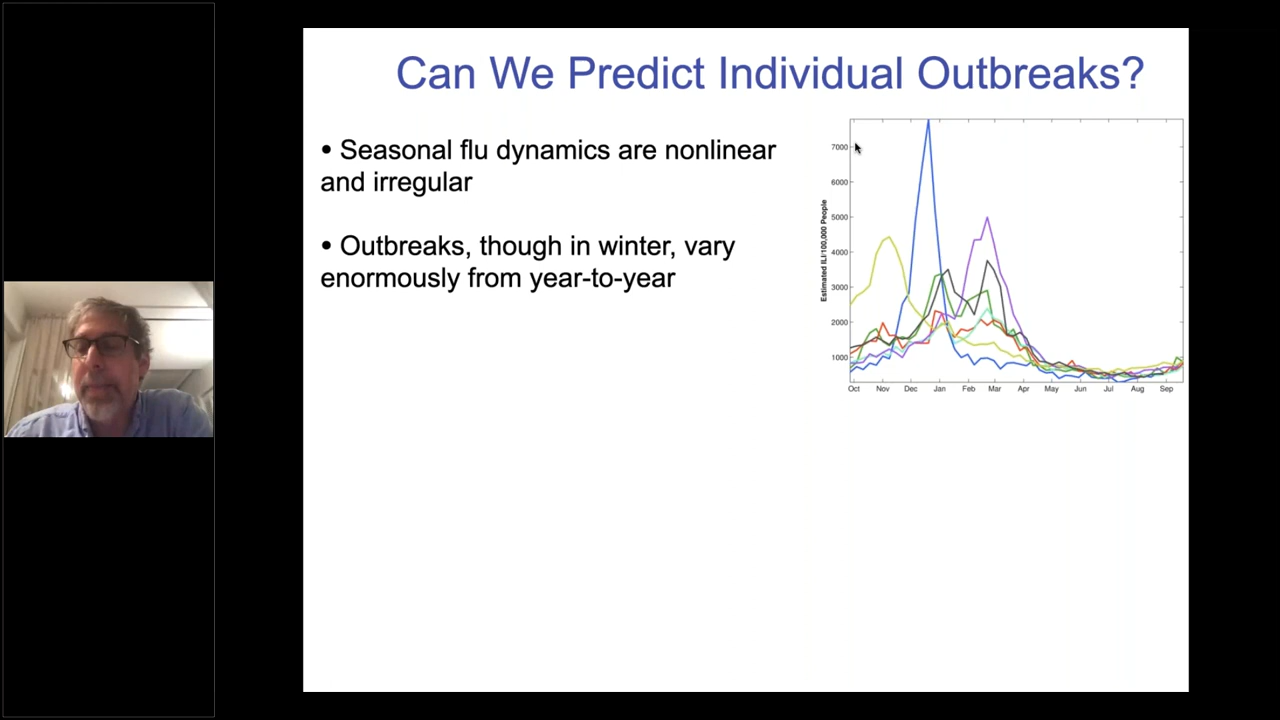 Can We Predict Individual Outbreaks?
• Seasonal flu dynamics are nonlinear
and irregular
• Outbreaks, though in winter, vary
enormously from year-to-year
Estimated ILI/100,000 People
7000
6000
5000
4000
3000
2000
1000
Oct Nov Dec Jan Feb Mar Apr May Jun Jul Aug Sep